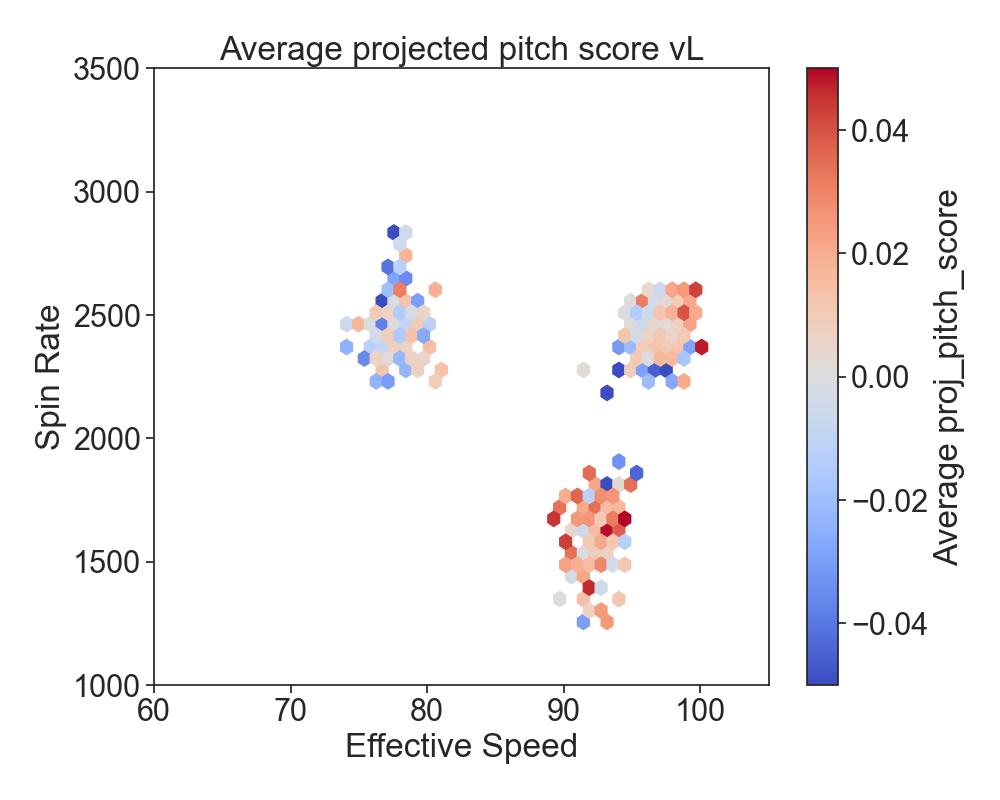 Average projected pitch score vL
3500
3000
2500
2000
1500
1000
Spin Rate
60 70 80 90 100
Effective Speed
0.04
0.02
0.00
−0.02
−0.04
Average proj_pitch_score